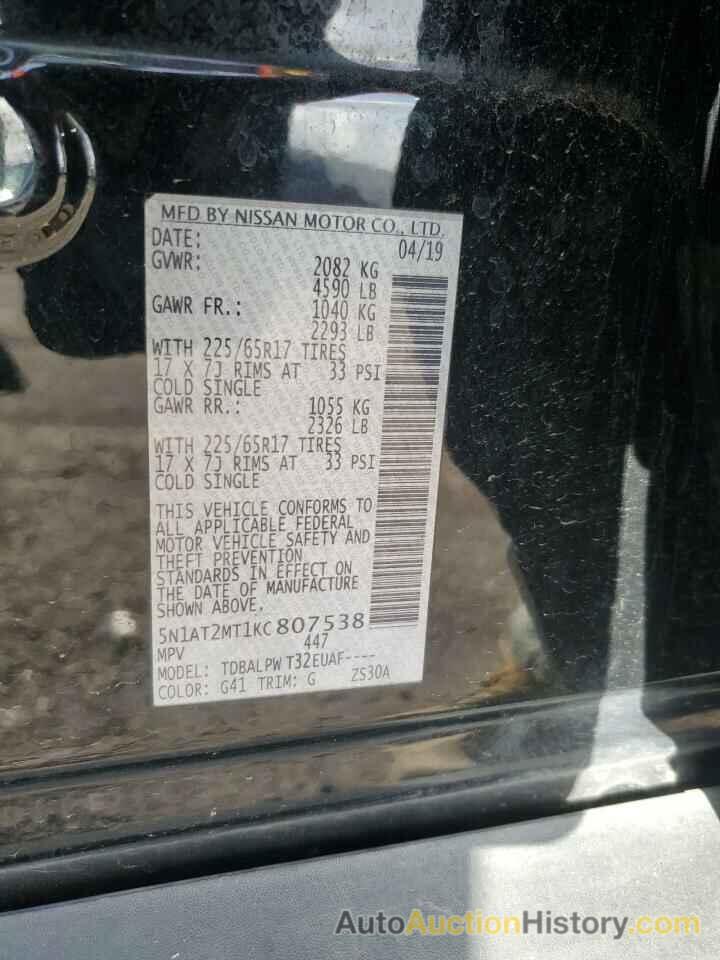 MFD BY NISSAN MOTOR CO., LTD.
DATE: 04/19
GVWR: 2082 KG
4590 LB
GAWR FR.: 1040 KG
2293 LB
WITH 225/65R17 TIRES
17 X 7J RIMS AT 33 PSI
COLD SINGLE
GAWR RR.: 1055 KG
2326 LB
WITH 225/65R17 TIRES
17 X 7J RIMS AT 33 PSI
COLD SINGLE
THIS VEHICLE CONFORMS TO
ALL APPLICABLE FEDERAL
MOTOR VEHICLE SAFETY AND
THEFT PREVENTION
STANDARDS IN EFFECT ON
THE DATE OF MANUFACTURE
SHOWN ABOVE.
5N1AT2MT1KC807538
MPV 447
MODEL: TDBALPW T32EUAF----
COLOR: G41 TRIM: G ZS30A
AutoAuctionHistory.com